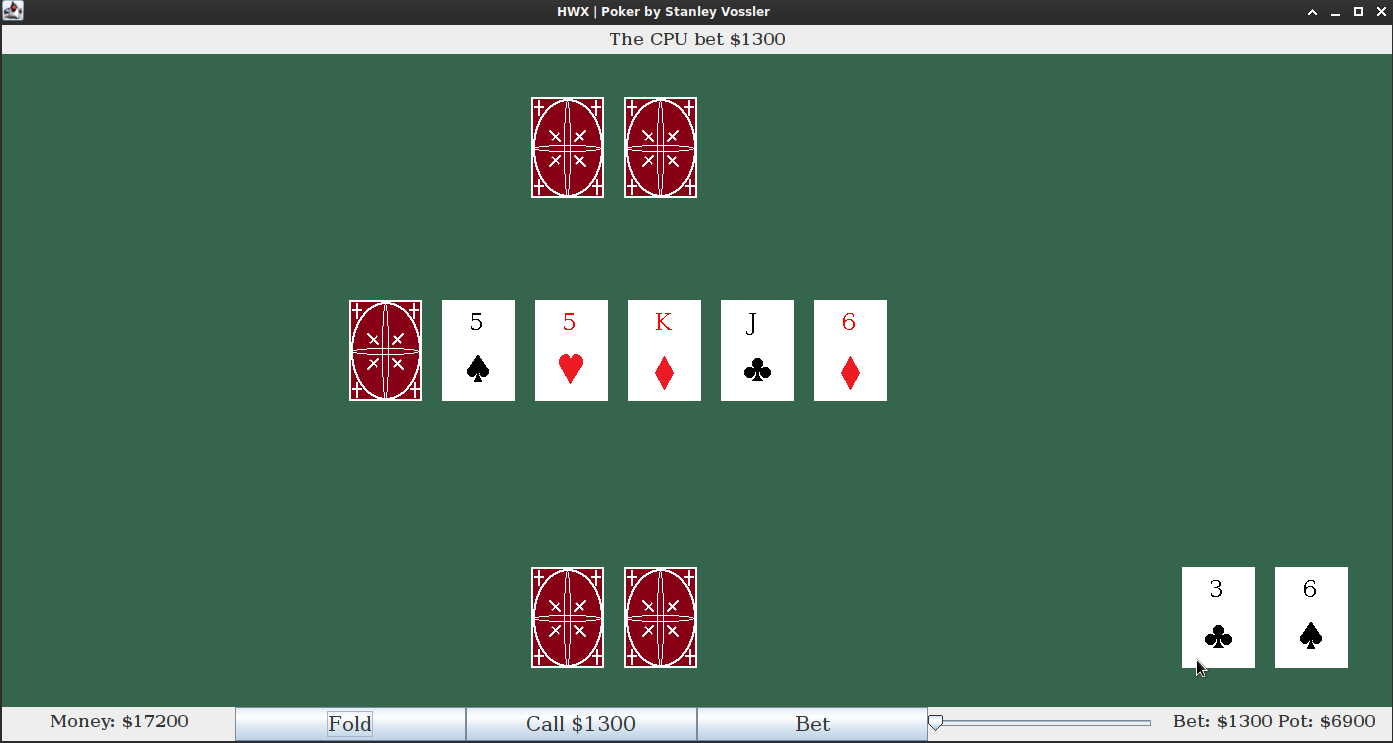 HWX | Poker by Stanley Vossler
The CPU bet $1300
5 5 K J 6
3 6
Money: $17200 Fold Call $1300 Bet Bet: $1300 Pot: $6900